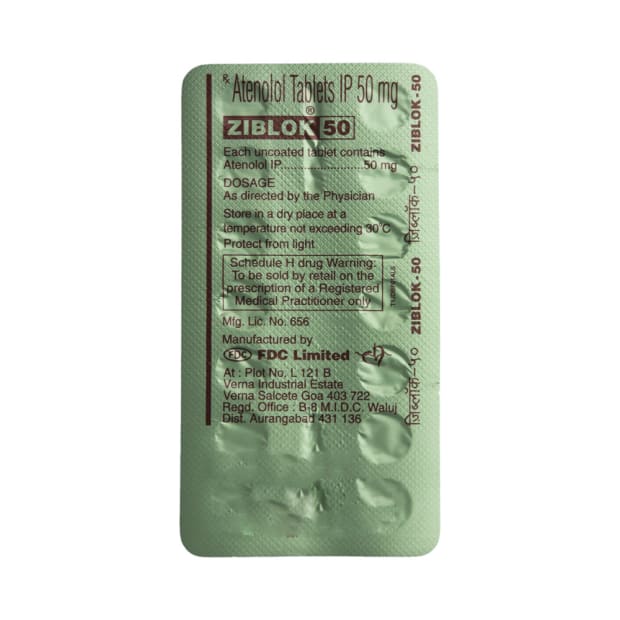 ℞ Atenolol Tablets IP 50 mg
ZIBLOK® 50
Each uncoated tablet contains
Atenolol IP........................50 mg
DOSAGE
As directed by the Physician
Store in a dry place at a
temperature not exceeding 30°C
Protect from light
Schedule H drug Warning:
To be sold by retail on the
prescription of a Registered
Medical Practitioner only
Mfg. Lic. No. 656
Manufactured by
FDC FDC Limited
At : Plot No. L 121 B
Verna Industrial Estate
Verna Salcete Goa 403 722
Regd. Office : B-8 M.I.D.C. Waluj
Dist. Aurangabad 431 136
ज़िब्लॉक-५० ZIBLOK - 50
ज़िब्लॉक-५० ZIBLOK - 50